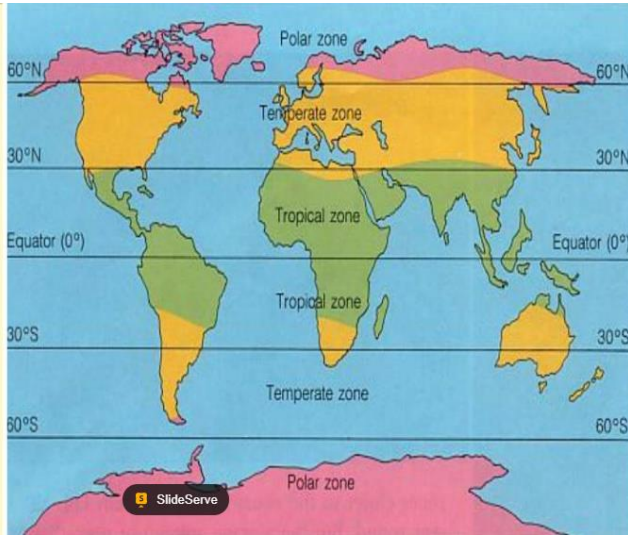 Polar zone
60°N 60°N
Temperate zone
30°N 30°N
Tropical zone
Equator (0°) Equator (0°)
Tropical zone
30°S 30°S
Temperate zone
60°S 60°S
Polar zone
SlideServe